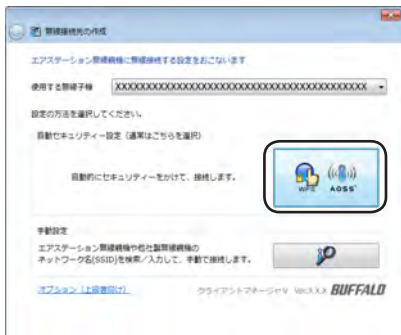 無線接続先の作成
エアステーション無線親機に無線接続する設定をおこないます
使用する無線子機 XXXXXXXXXXXXXXXXXXXXXXXXXXXXXXXXXXXXXXXXX
設定の方法を選択してください。
自動セキュリティー設定（通常はこちらを選択）
自動的にセキュリティーをかけて、接続します。
WPS AOSS
手動設定
エアステーション無線親機や他社製無線親機の
ネットワーク名(SSID)を検索／入力して、手動で接続します。
オプション（上級者向け）
クライアントマネージャV Ver.X.X.X BUFFALO